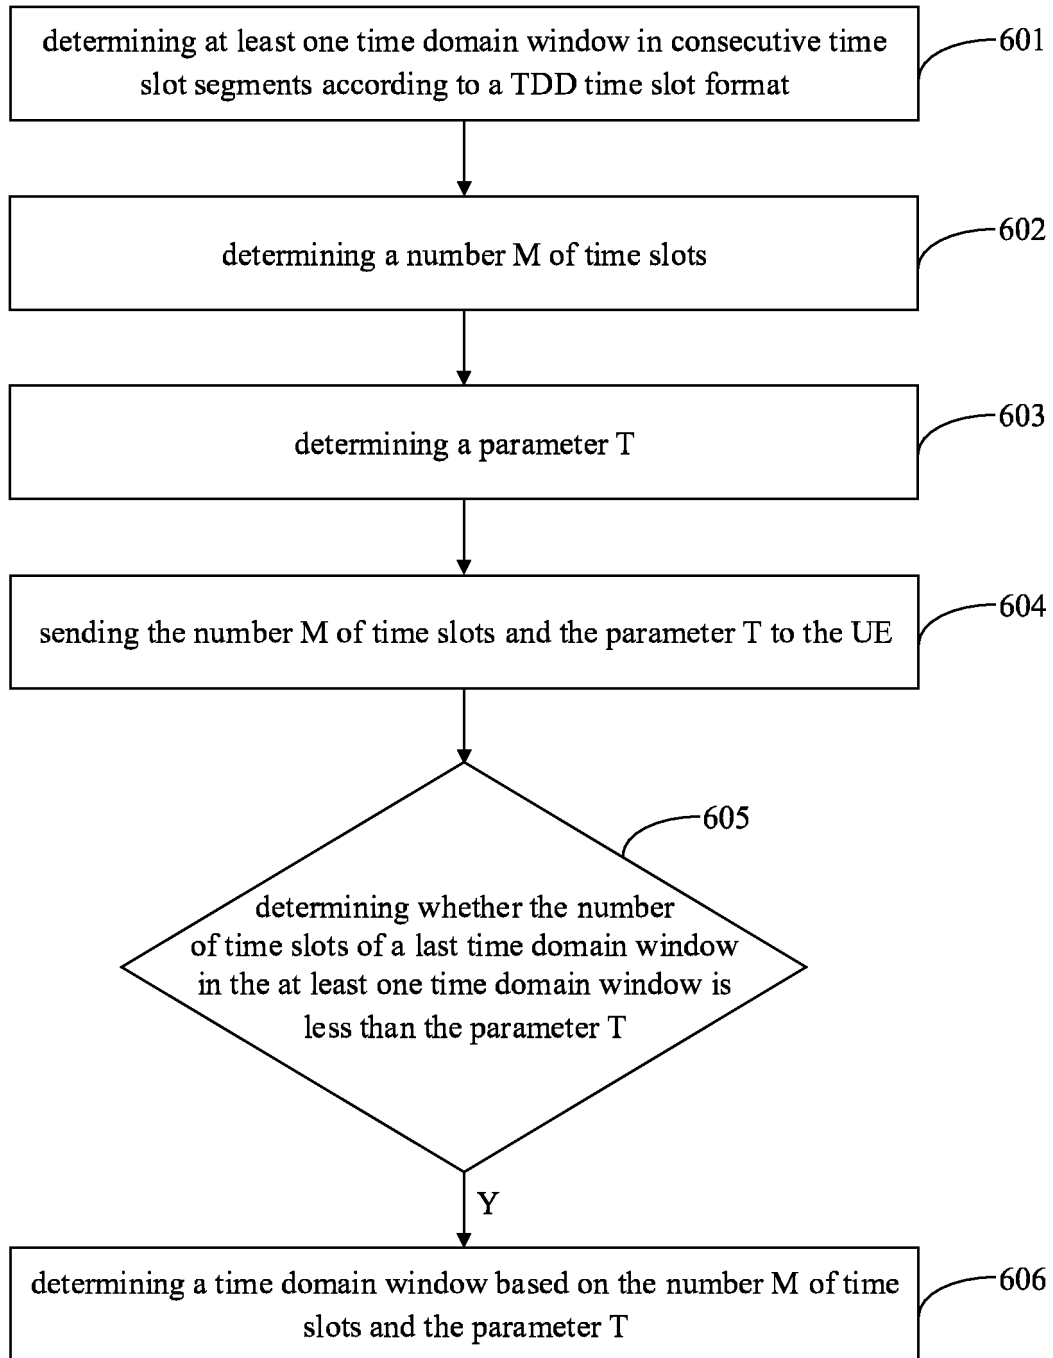 determining at least one time domain window in consecutive time
slot segments according to a TDD time slot format
601
determining a number M of time slots
602
determining a parameter T
603
sending the number M of time slots and the parameter T to the UE
604
605
determining whether the number
of time slots of a last time domain window
in the at least one time domain window is
less than the parameter T
Y
determining a time domain window based on the number M of time
slots and the parameter T
606